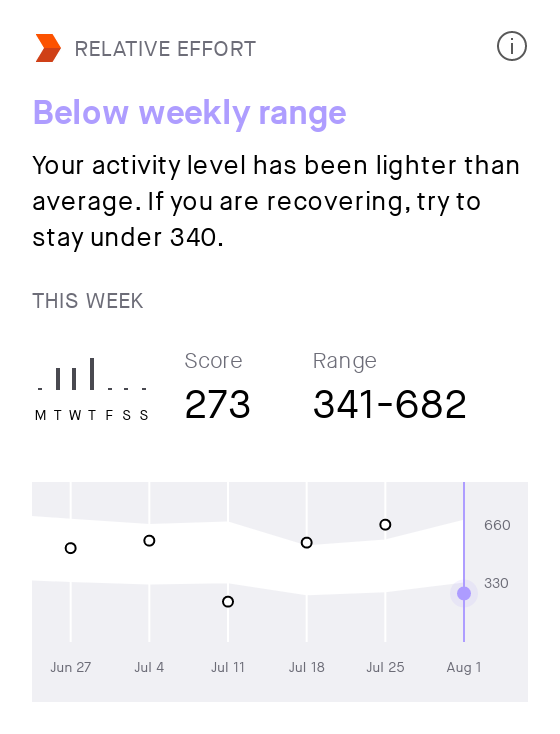 RELATIVE EFFORT
Below weekly range
Your activity level has been lighter than
average. If you are recovering, try to
stay under 340.
THIS WEEK
Score Range
273 341-682
M T W T F S S
660
330
Jun 27 Jul 4 Jul 11 Jul 18 Jul 25 Aug 1